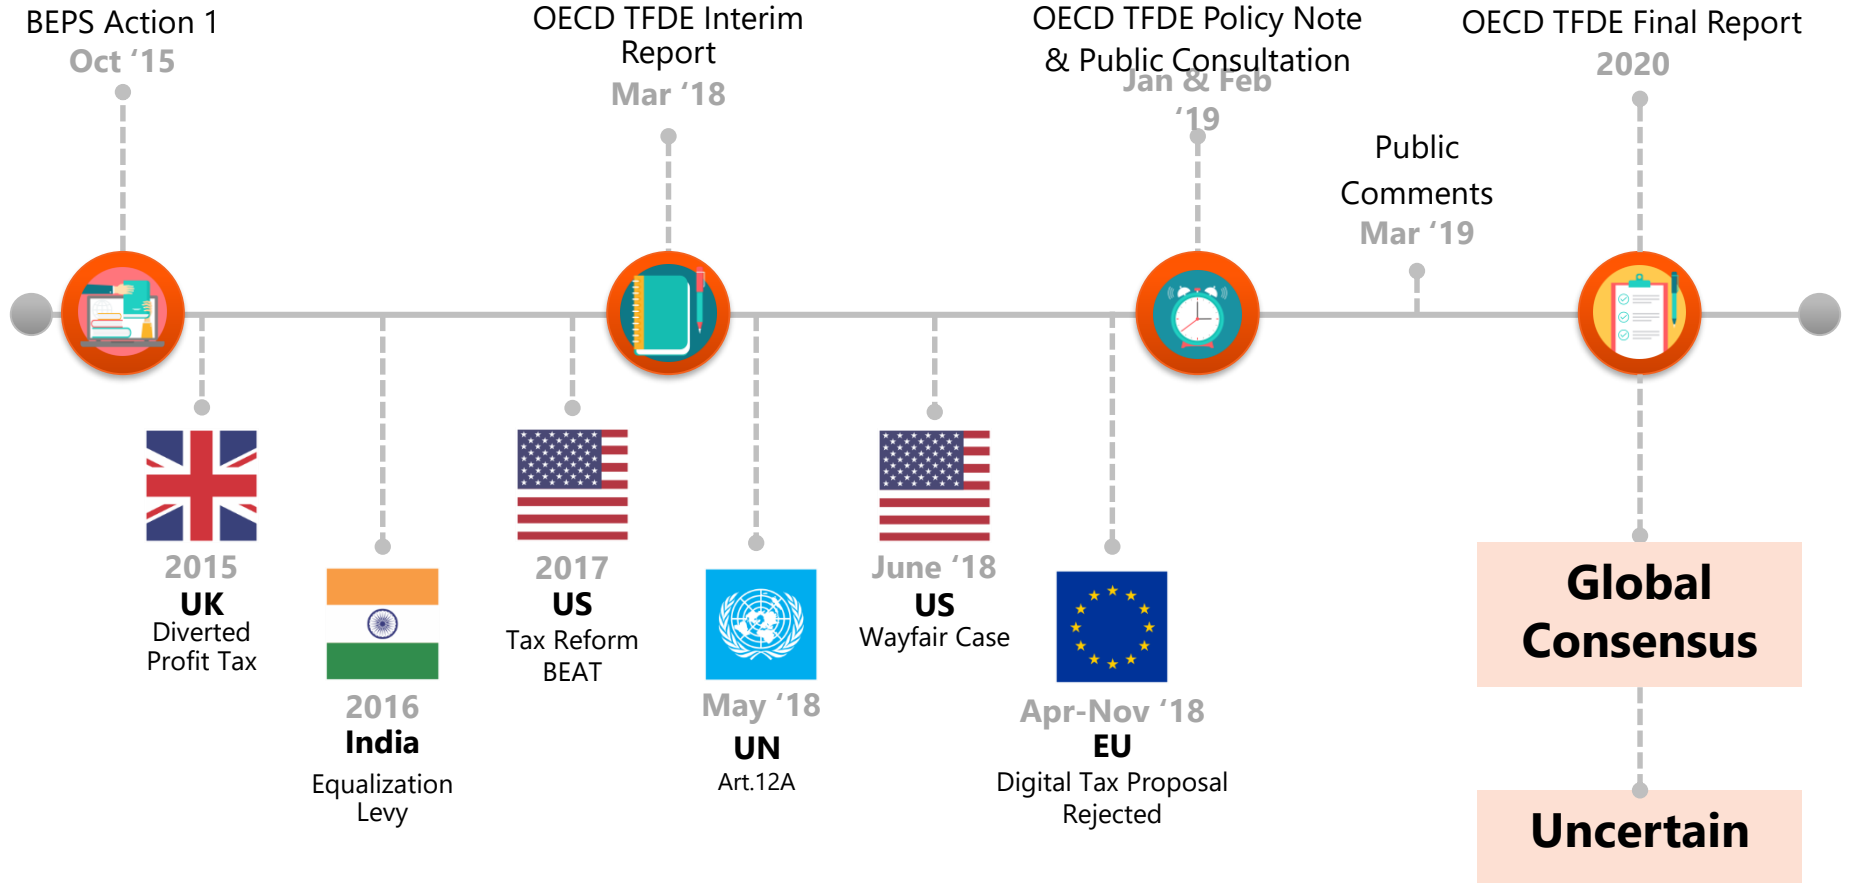 BEPS Action 1
Oct ‘15
OECD TFDE Interim
Report
Mar ‘18
OECD TFDE Policy Note
& Public Consultation
Jan & Feb
‘19
OECD TFDE Final Report
2020
Public
Comments
Mar ‘19
2015
UK
Diverted
Profit Tax
2016
India
Equalization
Levy
2017
US
Tax Reform
BEAT
May ‘18
UN
Art.12A
June ‘18
US
Wayfair Case
Apr-Nov ‘18
EU
Digital Tax Proposal
Rejected
Global
Consensus
Uncertain